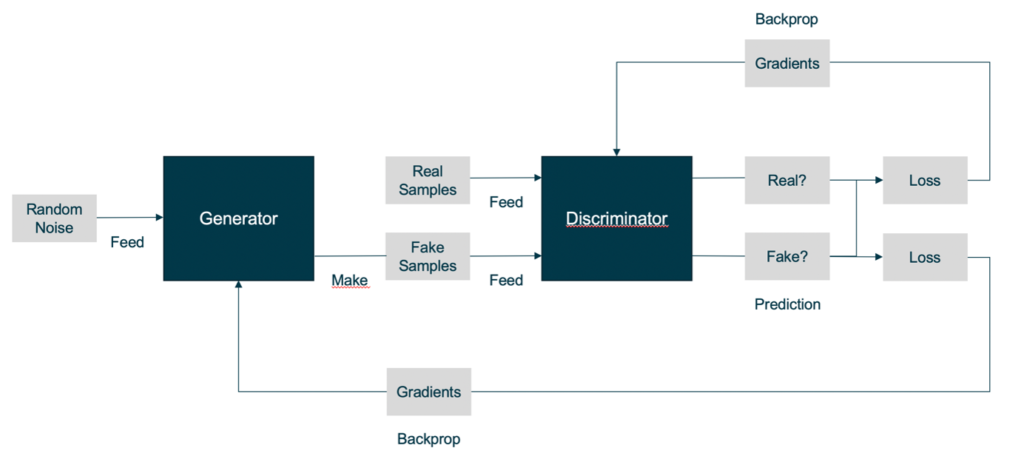 Backprop
Gradients
Real
Samples
Real?
Loss
Random
Noise
Feed
Generator
Feed
Discriminator
Fake
Samples
Make
Feed
Fake?
Loss
Prediction
Gradients
Backprop